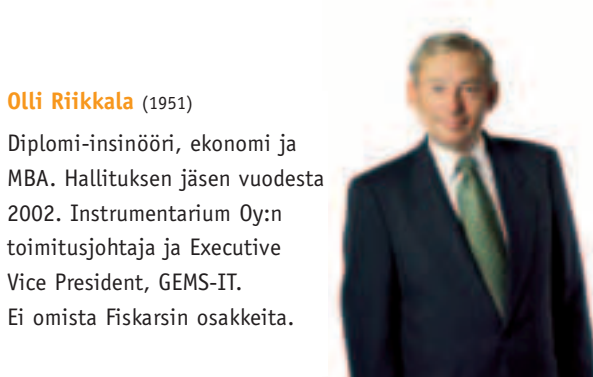 Olli Riikkala (1951)
Diplomi-insinööri, ekonomi ja
MBA. Hallituksen jäsen vuodesta
2002. Instrumentarium Oy:n
toimitusjohtaja ja Executive
Vice President, GEMS-IT.
Ei omista Fiskarsin osakkeita.